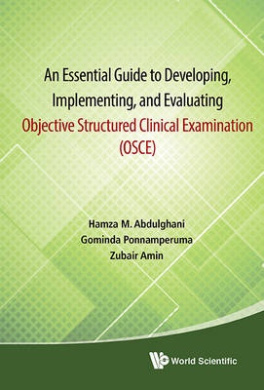 An Essential Guide to Developing,
Implementing, and Evaluating
Objective Structured Clinical Examination
(OSCE)
Hamza M. Abdulghani
Gominda Ponnamperuma
Zubair Amin
World Scientific